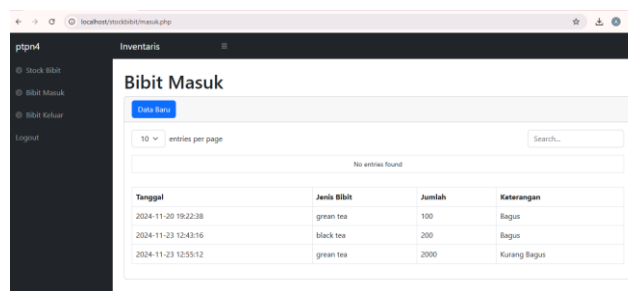 localhost/stockbibit/masuk.php
ptpn4
Inventaris
Stock Bibit
Bibit Masuk
Bibit Keluar
Logout
Bibit Masuk
Data Baru
10 entries per page
Search...
No entries found
Tanggal Jenis Bibit Jumlah Keterangan
2024-11-20 19:22:38 grean tea 100 Bagus
2024-11-23 12:43:16 black tea 200 Bagus
2024-11-23 12:55:12 grean tea 2000 Kurang Bagus